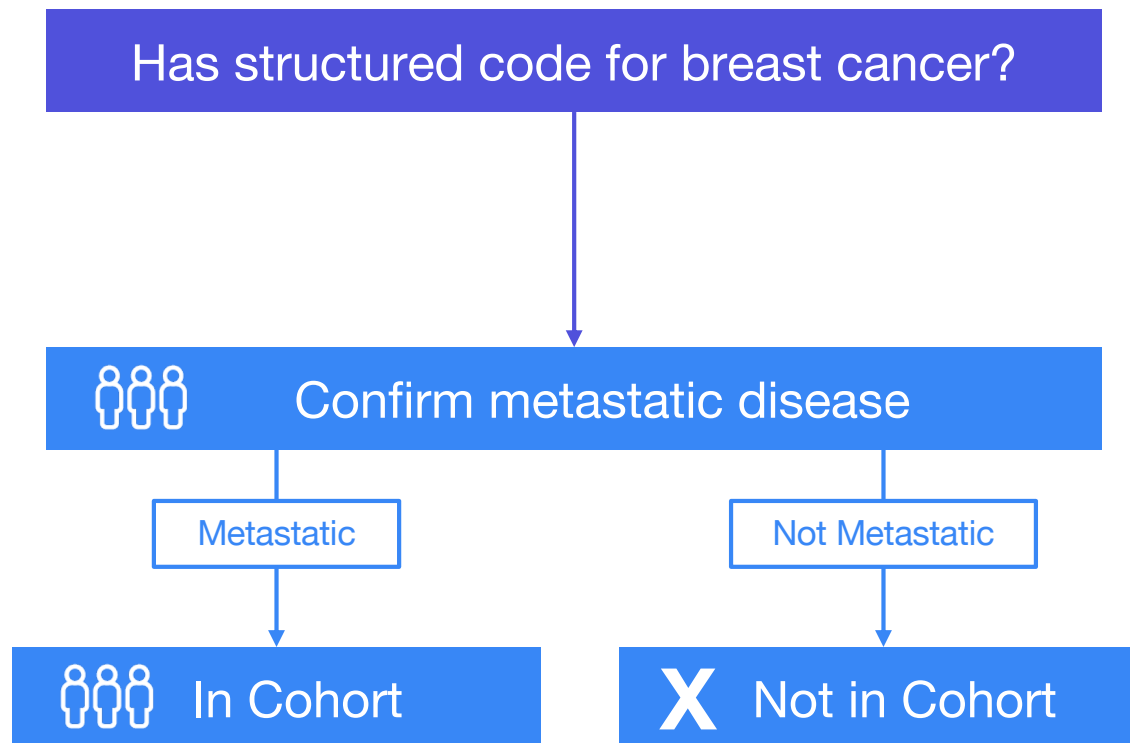 Has structured code for breast cancer?
Confirm metastatic disease
Metastatic
Not Metastatic
In Cohort
X Not in Cohort